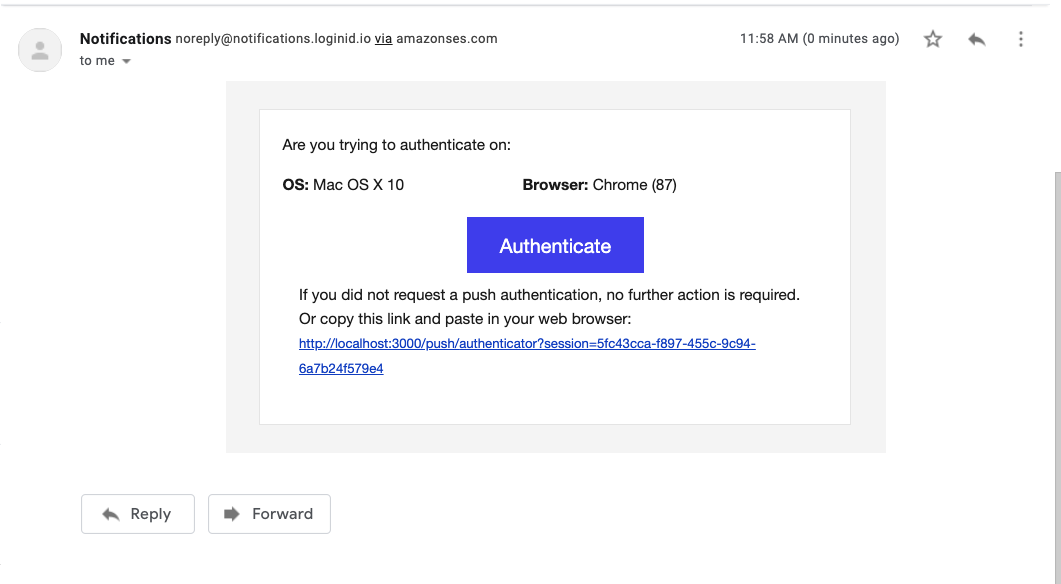 Notifications noreply@notifications.loginid.io via amazonses.com 11:58 AM (0 minutes ago)
to me
Are you trying to authenticate on:
OS: Mac OS X 10 Browser: Chrome (87)
Authenticate
If you did not request a push authentication, no further action is required.
Or copy this link and paste in your web browser:
http://localhost:3000/push/authenticator?session=5fc43cca-f897-455c-9c94-
6a7b24f579e4
Reply Forward